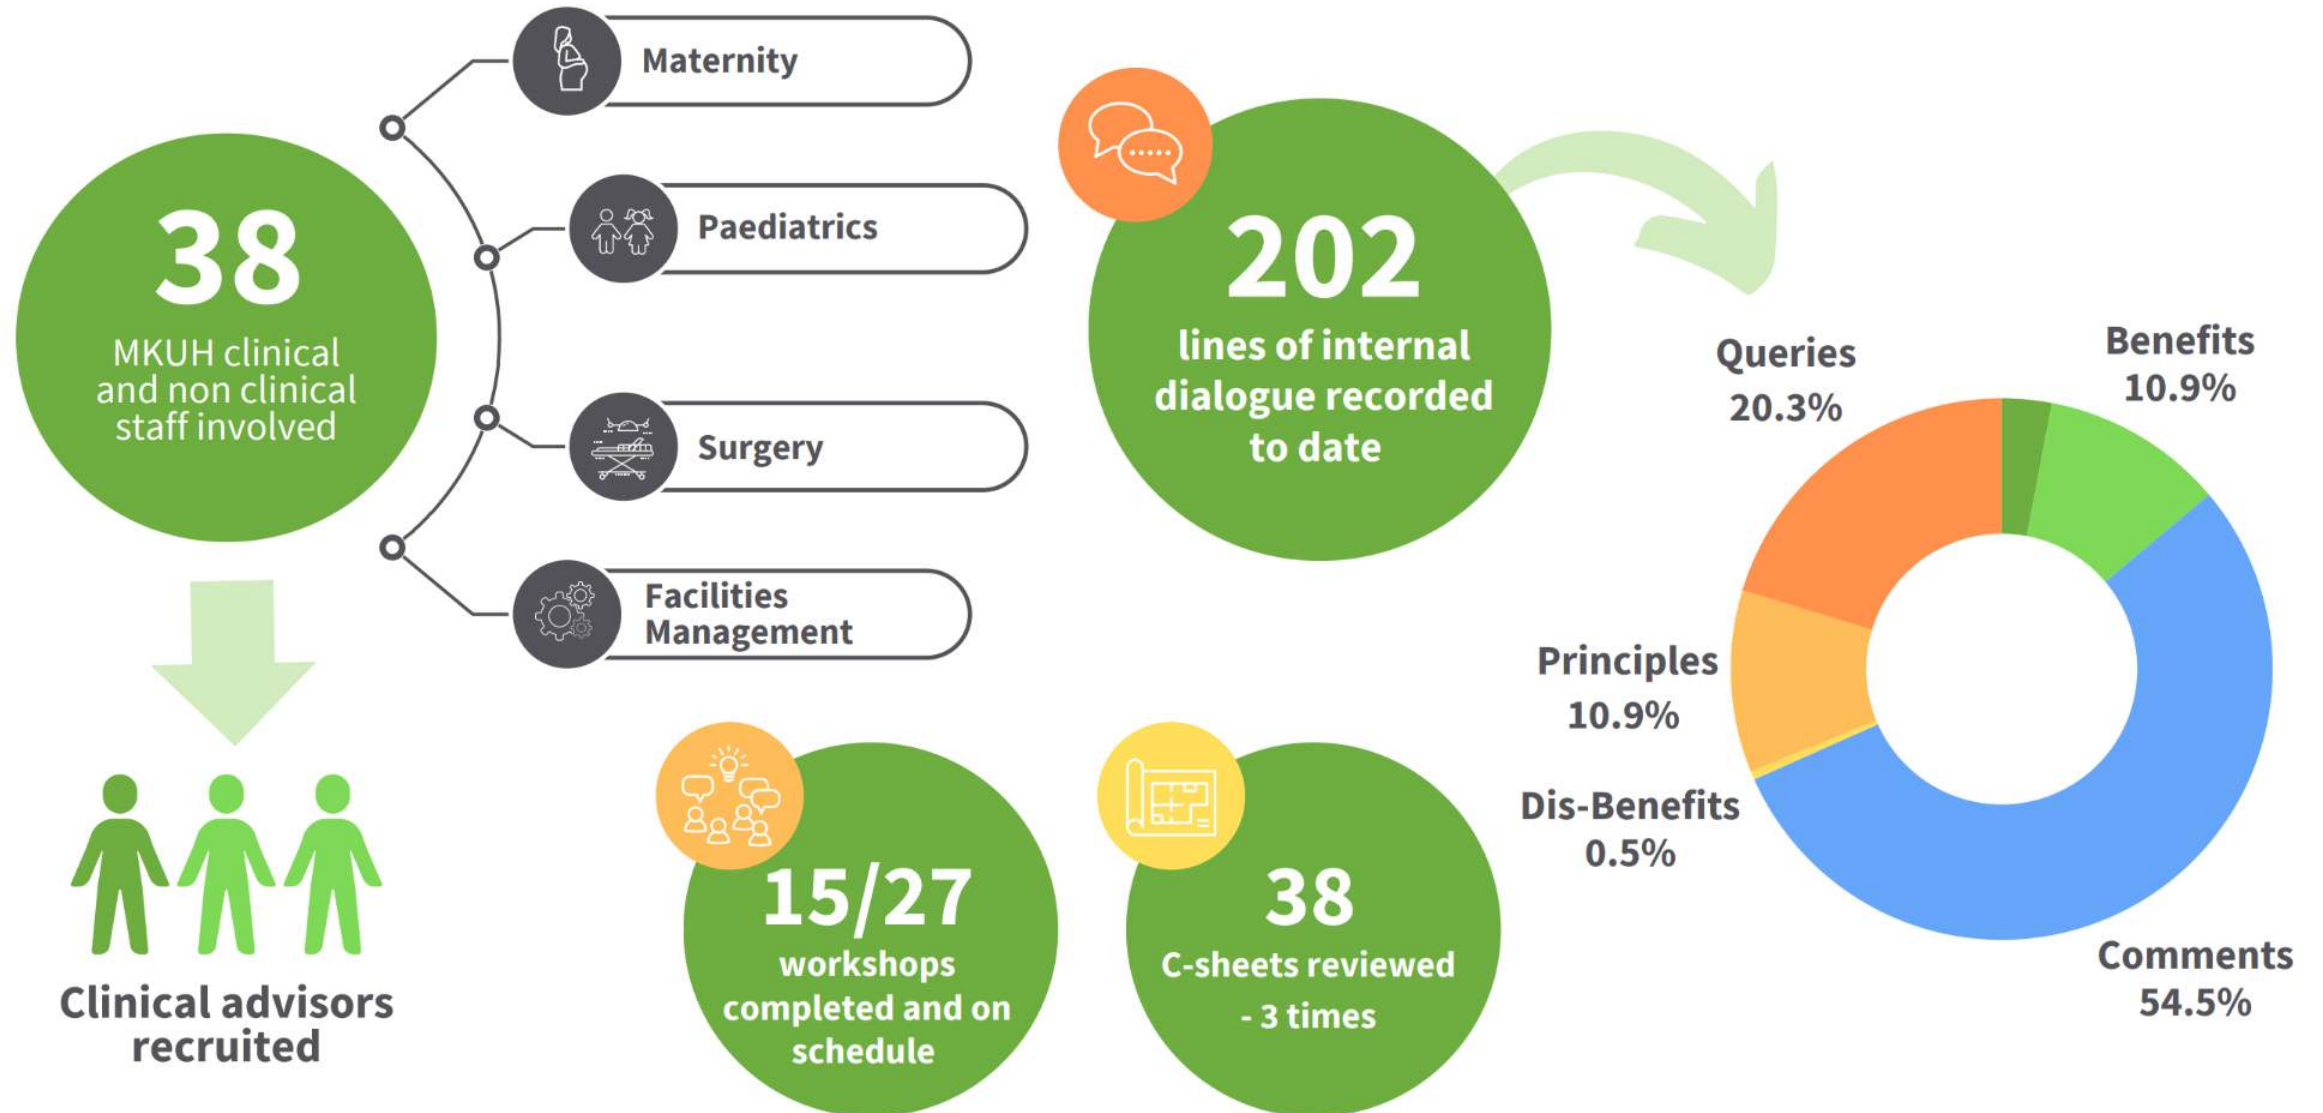 38
MKUH clinical
and non clinical
staff involved
Maternity
Paediatrics
Surgery
Facilities
Management
Clinical advisors
recruited
202
lines of internal
dialogue recorded
to date
15/27
workshops
completed and on
schedule
38
C-sheets reviewed
- 3 times
Queries
20.3%
Benefits
10.9%
Principles
10.9%
Dis-Benefits
0.5%
Comments
54.5%